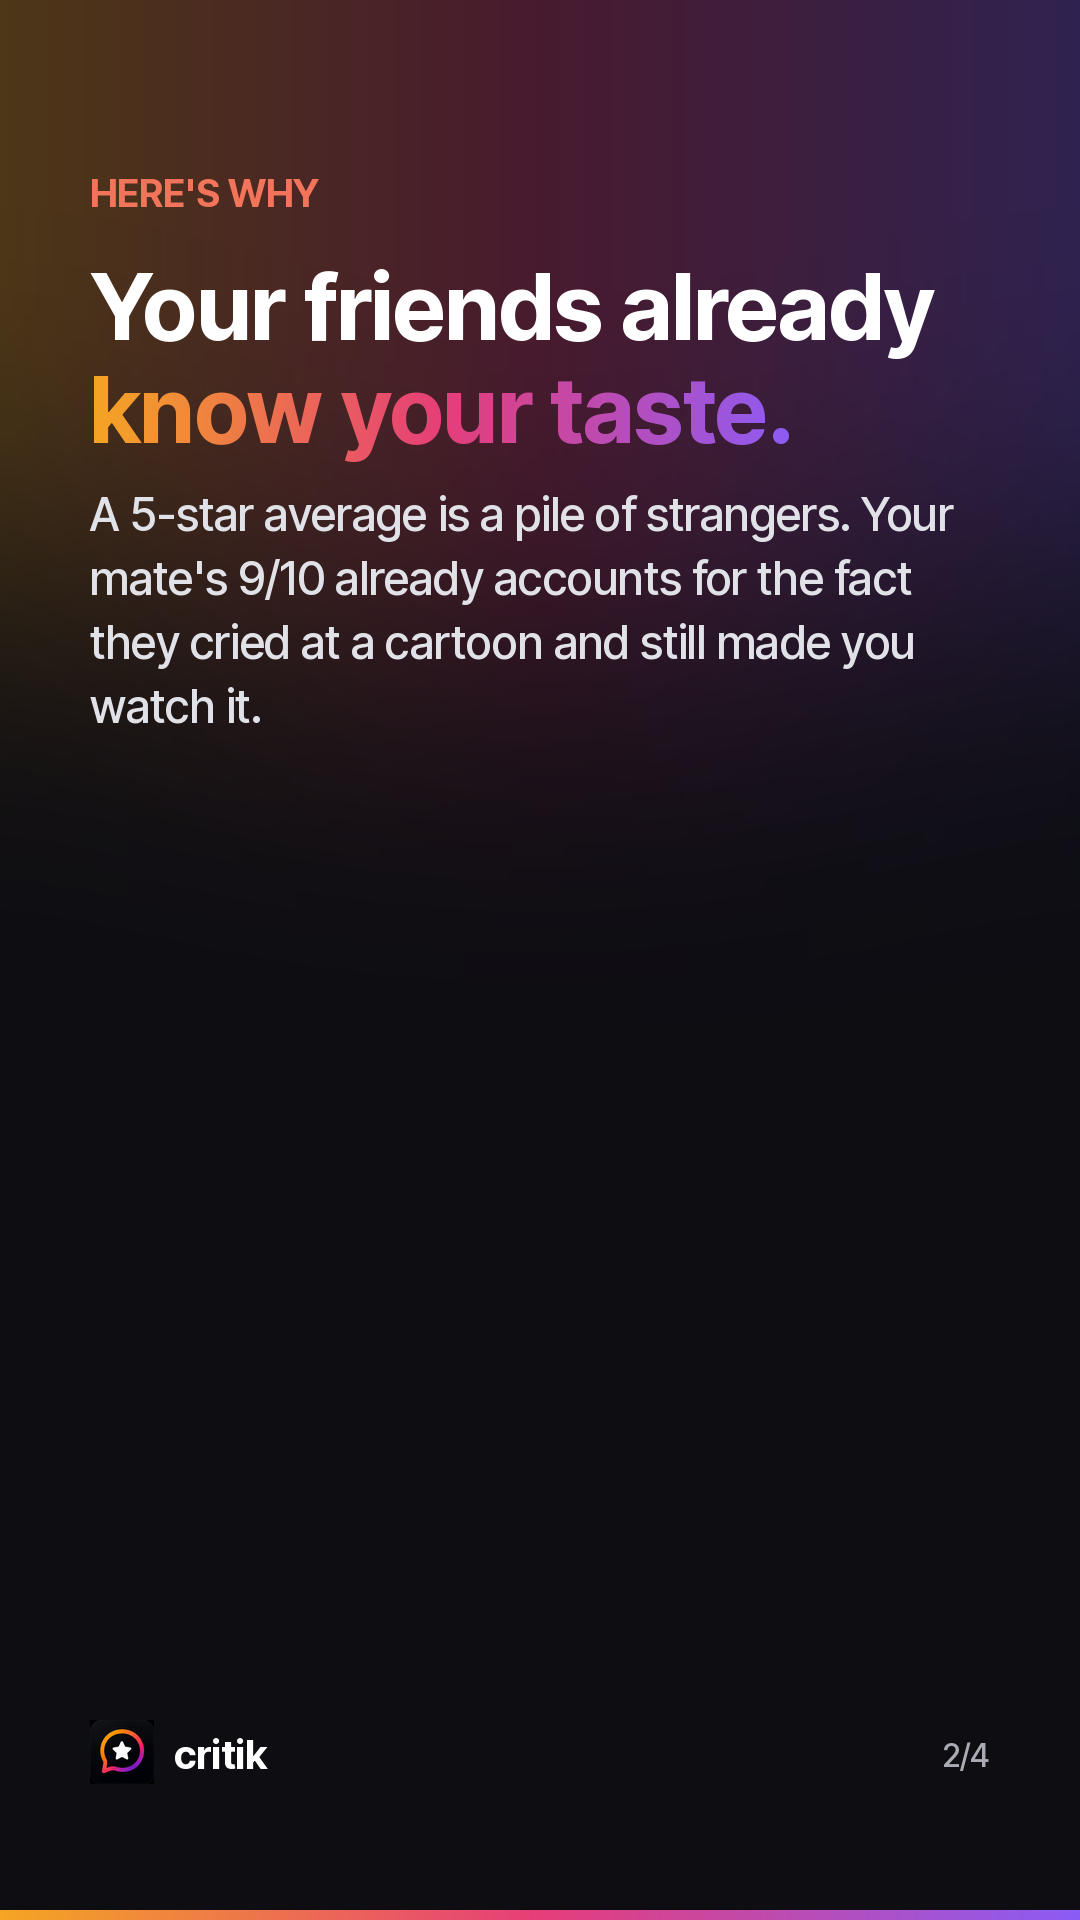 HERE'S WHY
Your friends already
know your taste.
A 5-star average is a pile of strangers. Your
mate's 9/10 already accounts for the fact
they cried at a cartoon and still made you
watch it.
critik
2/4